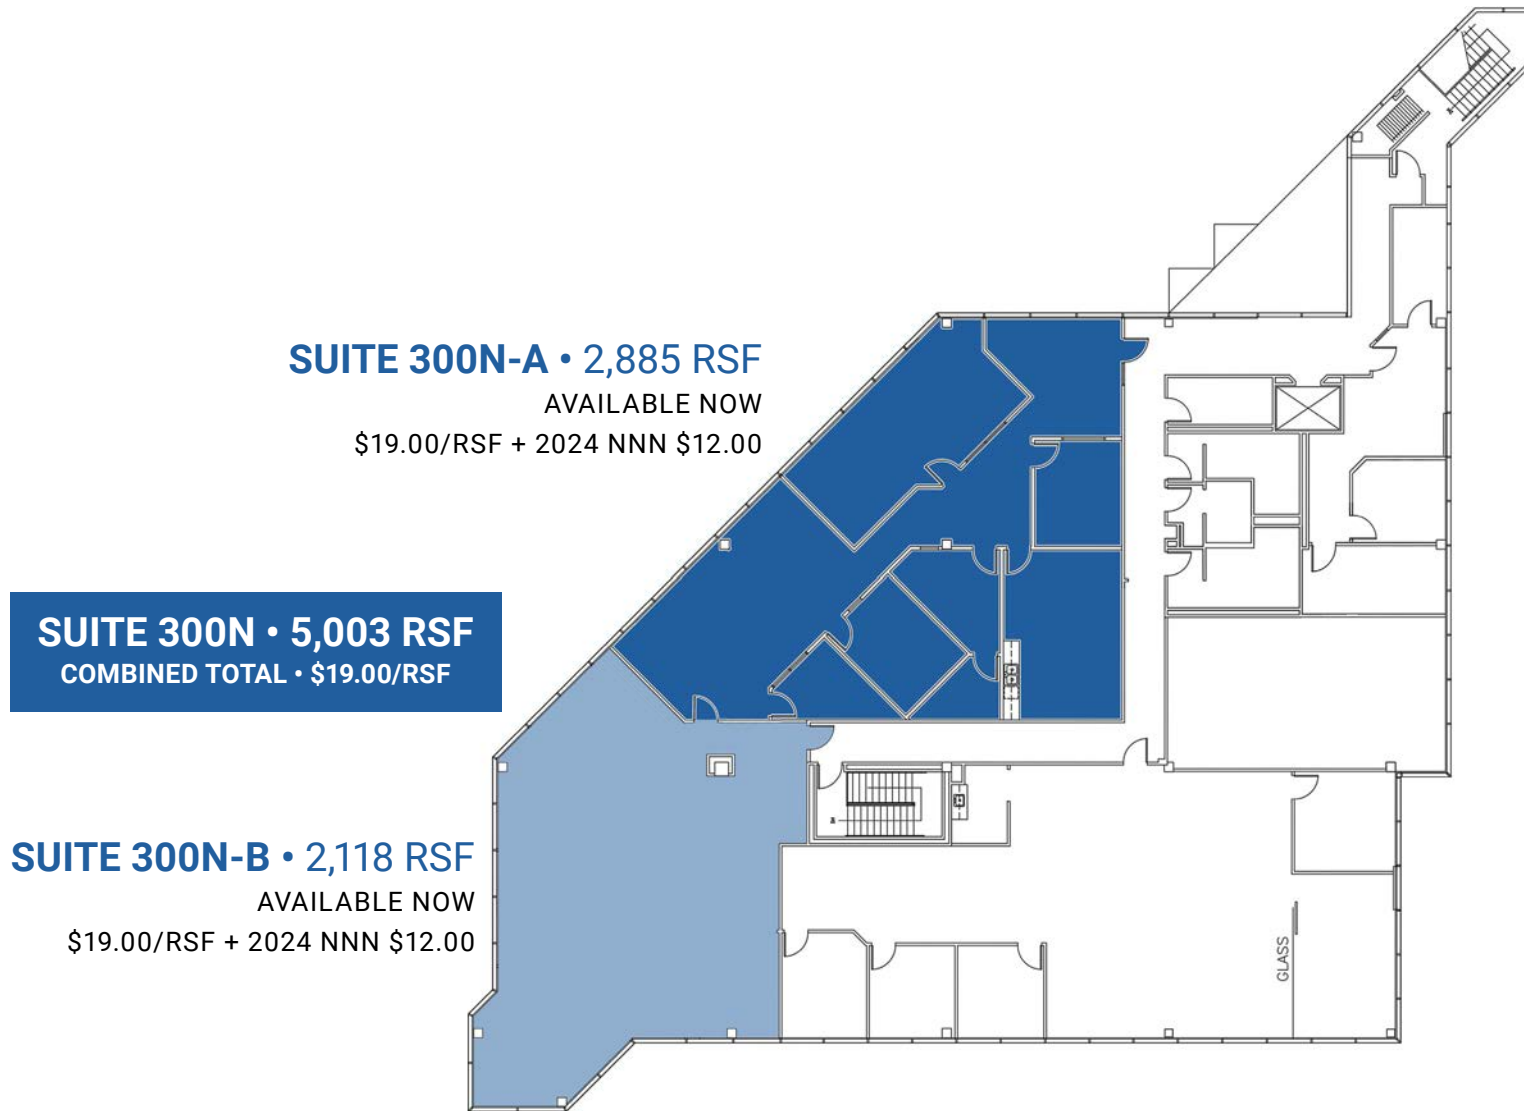 SUITE 300N-A • 2,885 RSF
AVAILABLE NOW
$19.00/RSF + 2024 NNN $12.00
SUITE 300N • 5,003 RSF
COMBINED TOTAL • $19.00/RSF
SUITE 300N-B • 2,118 RSF
AVAILABLE NOW
$19.00/RSF + 2024 NNN $12.00
GLASS